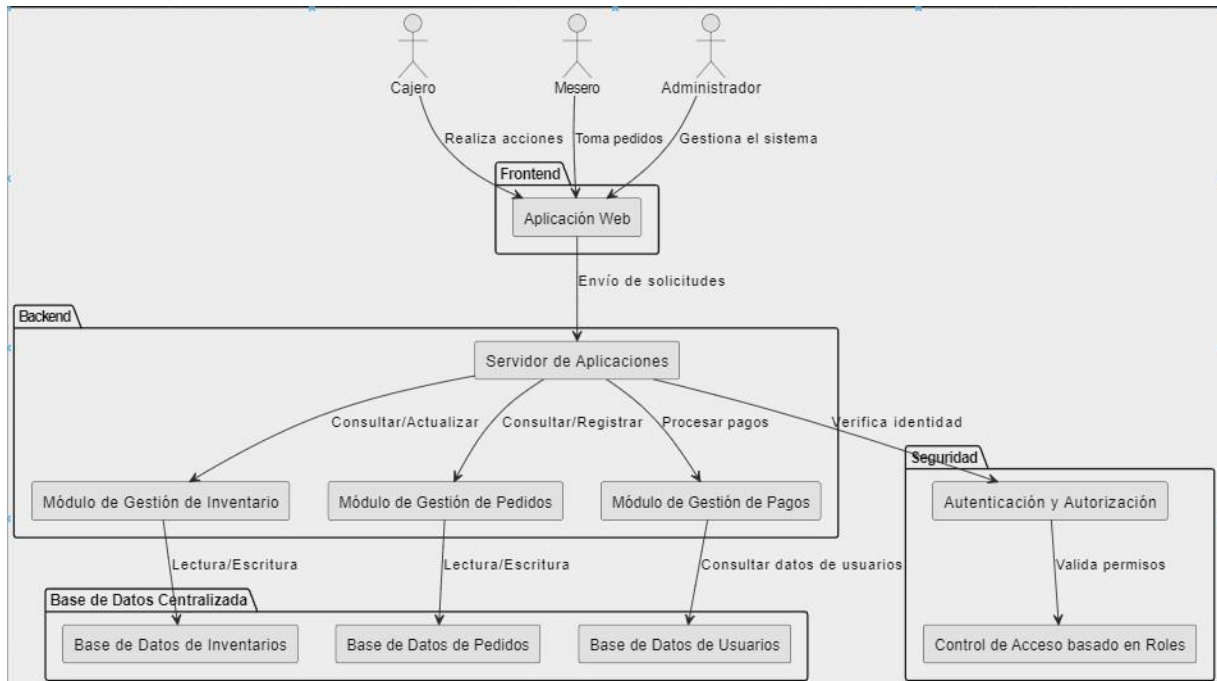 Cajero
Mesero
Administrador
Realiza acciones
Toma pedidos
Gestiona el sistema
Frontend
Aplicación Web
Envío de solicitudes
Backend
Servidor de Aplicaciones
Consultar/Actualizar
Consultar/Registrar
Procesar pagos
Verifica identidad
Seguridad
Módulo de Gestión de Inventario
Módulo de Gestión de Pedidos
Módulo de Gestión de Pagos
Autenticación y Autorización
Lectura/Escritura
Lectura/Escritura
Consultar datos de usuarios
Valida permisos
Base de Datos Centralizada
Base de Datos de Inventarios
Base de Datos de Pedidos
Base de Datos de Usuarios
Control de Acceso basado en Roles